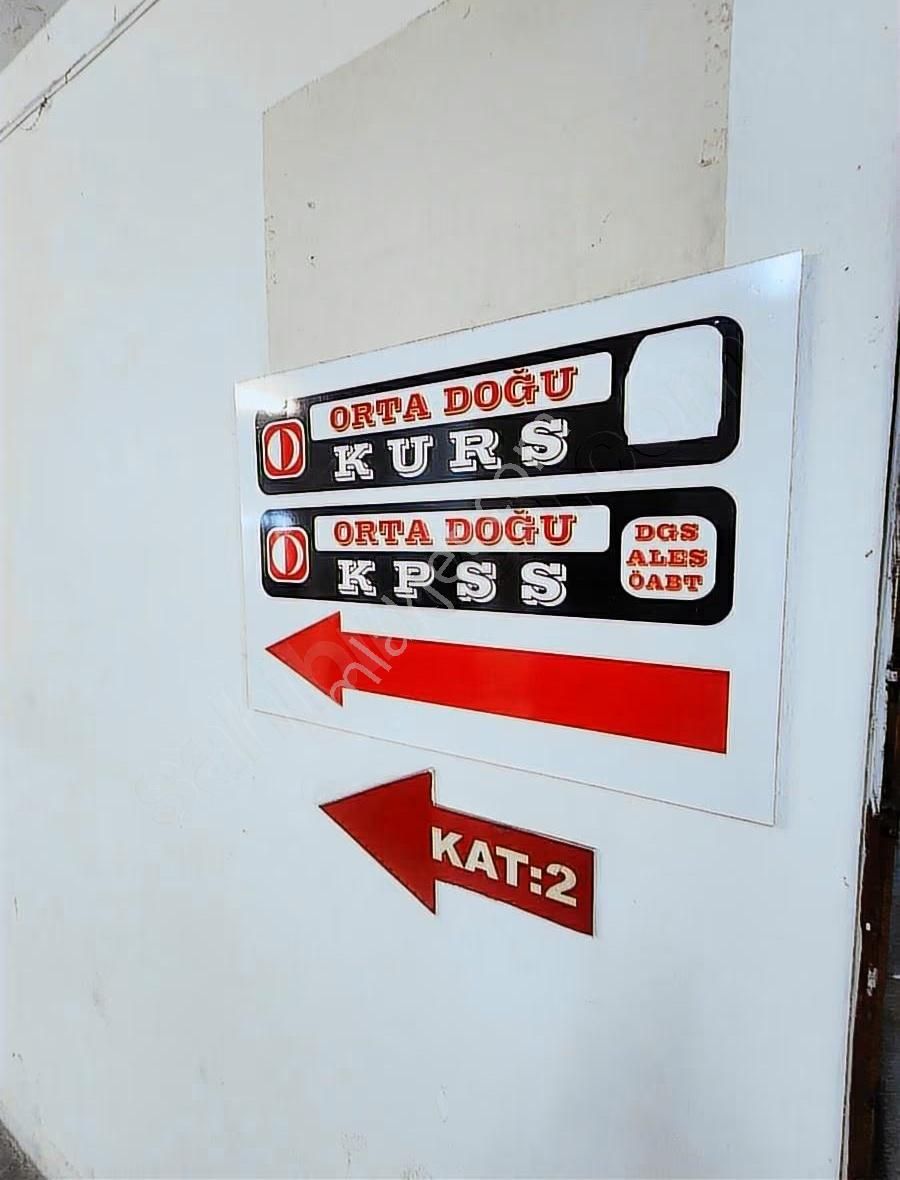 ORTA DOĞU
KURS
ORTA DOĞU
KPSS
DGS
ALES
ÖABT
KAT:2